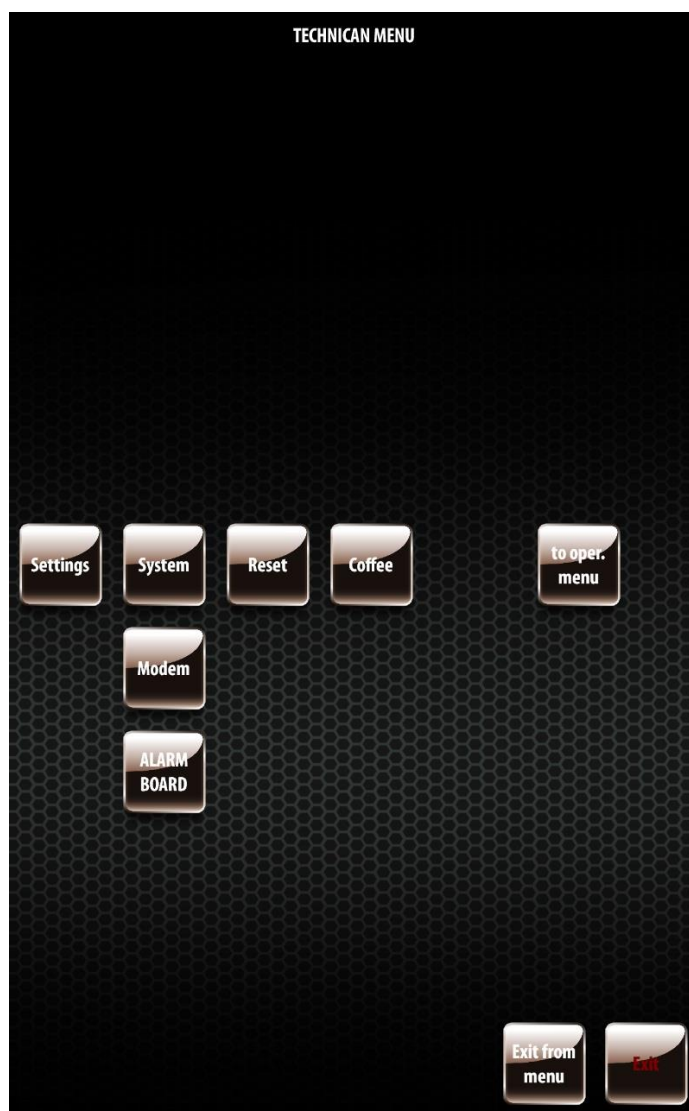 TECHNICAN MENU
Settings
System
Reset
Coffee
to oper.
menu
Modem
ALARM
BOARD
Exit from
menu
Exit